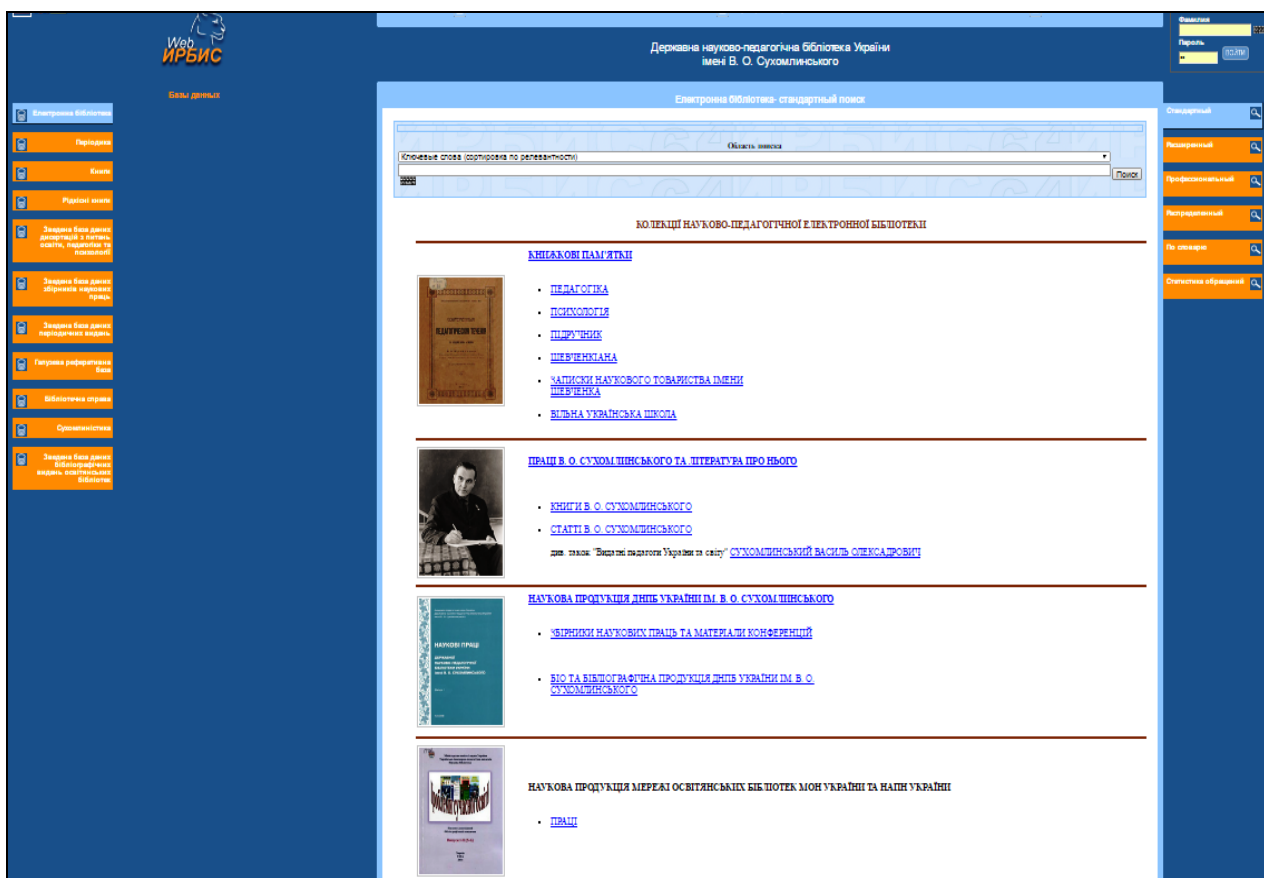 Web
ИРБИС
Державна науково-педагогічна бібліотека України
імені В. О. Сухомлинського
Фамилия
Пароль
ВОЙТИ
Базы данных
Електронна бібліотека
Періодика
Книги
Рідкісні книги
Зведена база даних
дисертацій з питань
освіти, педагогіки та
психології
Зведена база даних
збірників наукових
праць
Зведена база даних
періодичних видань
Галузева реферативна
база
Бібліотечна справа
Сухомлиністика
Зведена база даних
бібліографічних
видань освітянських
бібліотек
Електронна бібліотека- стандартный поиск
Область поиска
Ключевые слова (сортировка по релевантности)
Поиск
КОЛЕКЦІЇ НАУКОВО-ПЕДАГОГІЧНОЇ ЕЛЕКТРОННОЇ БІБЛІОТЕКИ
КНИЖКОВІ ПАМ'ЯТКИ
ПЕДАГОГІКА
ПСИХОЛОГІЯ
ПІДРУЧНИК
ШЕВЧЕНКІАНА
ЗАПИСКИ НАУКОВОГО ТОВАРИСТВА ІМЕНИ
ШЕВЧЕНКА
ВІЛЬНА УКРАЇНСЬКА ШКОЛА
ПРАЦІ В. О. СУХОМЛИНСЬКОГО ТА ЛІТЕРАТУРА ПРО НЬОГО
КНИГИ В. О. СУХОМЛИНСЬКОГО
СТАТТІ В. О. СУХОМЛИНСЬКОГО
див. також "Видатні педагоги України та світу" СУХОМЛИНСЬКИЙ ВАСИЛЬ ОЛЕКСАДРОВИЧ
НАУКОВІ ПРАЦІ
НАУКОВА ПРОДУКЦІЯ ДНПБ УКРАЇНИ ІМ. В. О. СУХОМЛИНСЬКОГО
ЗБІРНИКИ НАУКОВИХ ПРАЦЬ ТА МАТЕРІАЛИ КОНФЕРЕНЦІЙ
БІО ТА БІБЛІОГРАФІЧНА ПРОДУКЦІЯ ДНПБ УКРАЇНИ ІМ. В. О.
СУХОМЛИНСЬКОГО
НАУКОВА ПРОДУКЦІЯ МЕРЕЖІ ОСВІТЯНСЬКИХ БІБЛІОТЕК МОН УКРАЇНИ ТА НАПН УКРАЇНИ
ПРАЦІ
Стандартный
Расширенный
Профессиональный
Распределенный
По словарю
Статистика обращений